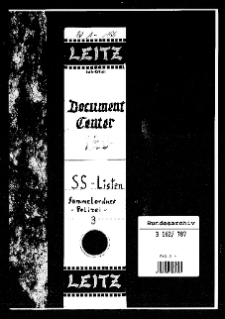 LEITZ
Document
Center
SS-Listen
Sammelordner
- Polizei -
3
LEITZ
Bundesarchiv
B 162/ 787